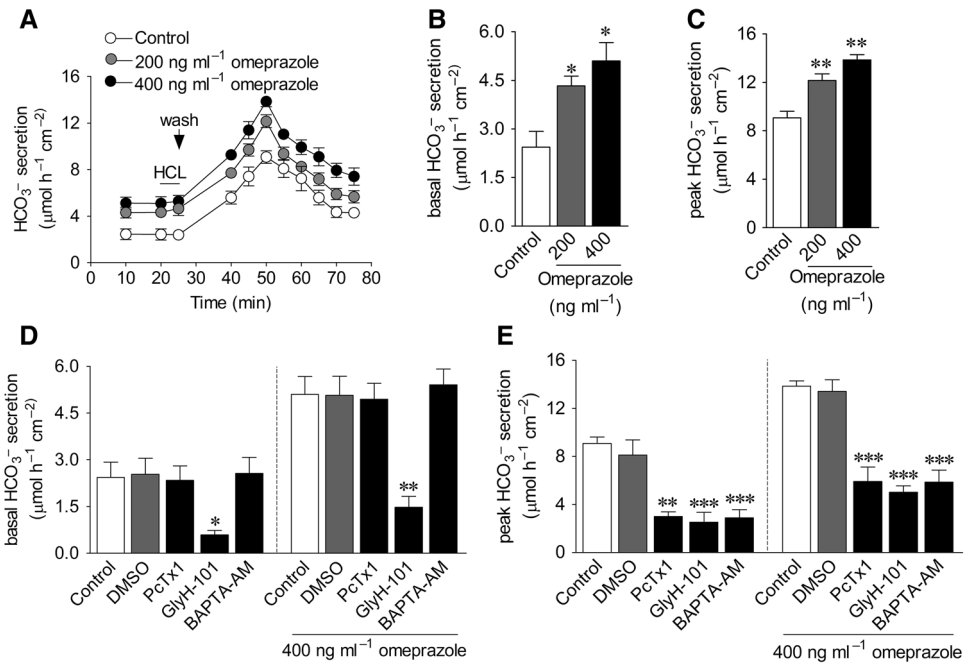 A
Control
200 ng ml⁻¹ omeprazole
400 ng ml⁻¹ omeprazole
HCO₃⁻ secretion
(μmol h⁻¹ cm⁻²)
16
12
8
4
0
wash
HCL
0 10 20 30 40 50 60 70 80
Time (min)
B
basal HCO₃⁻ secretion
(μmol h⁻¹ cm⁻²)
6.0
4.5
3.0
1.5
0.0
*
*
Control
200
400
Omeprazole
(ng ml⁻¹)
C
peak HCO₃⁻ secretion
(μmol h⁻¹ cm⁻²)
16
12
8
4
0
**
**
Control
200
400
Omeprazole
(ng ml⁻¹)
D
basal HCO₃⁻ secretion
(μmol h⁻¹ cm⁻²)
6.0
4.5
3.0
1.5
0.0
*
**
Control
DMSO
PcTx1
GlyH-101
BAPTA-AM
Control
DMSO
PcTx1
GlyH-101
BAPTA-AM
400 ng ml⁻¹ omeprazole
E
peak HCO₃⁻ secretion
(μmol h⁻¹ cm⁻²)
16
12
8
4
0
**
***
***
***
***
***
Control
DMSO
PcTx1
GlyH-101
BAPTA-AM
Control
DMSO
PcTx1
GlyH-101
BAPTA-AM
400 ng ml⁻¹ omeprazole